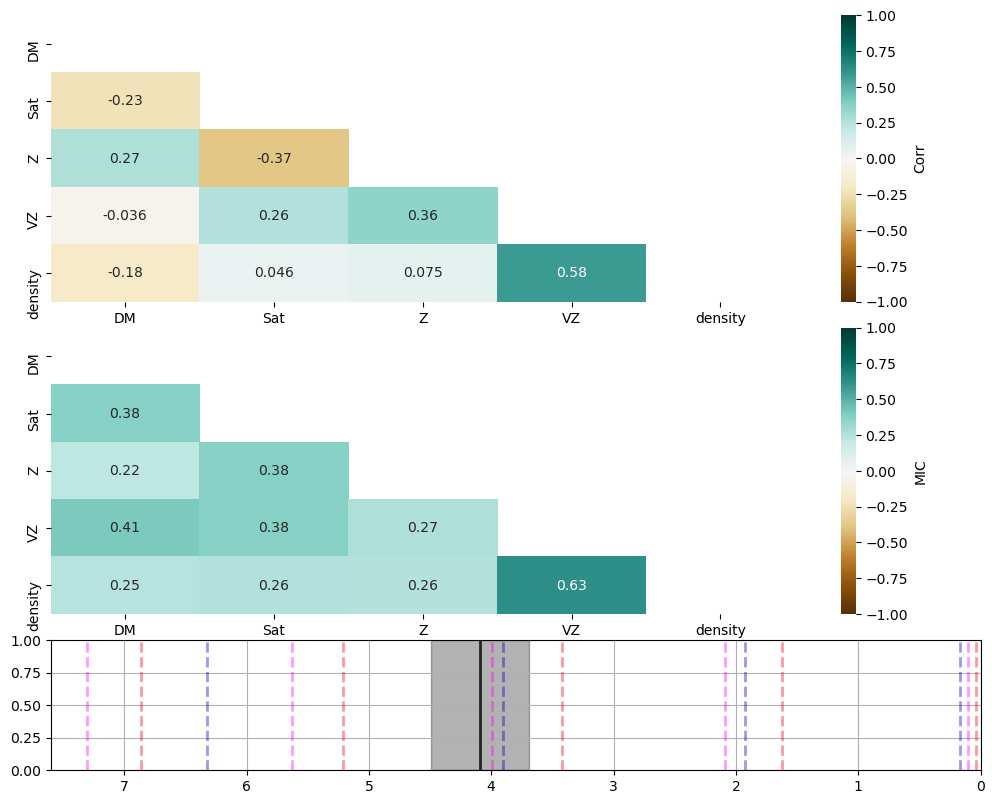 DM
Sat
Z
VZ
density
-0.23
0.27
-0.37
-0.036
0.26
0.36
-0.18
0.046
0.075
0.58
DM
Sat
Z
VZ
density
1.00
0.75
0.50
0.25
0.00
−0.25
−0.50
−0.75
−1.00
Corr
DM
Sat
Z
VZ
density
0.38
0.22
0.38
0.41
0.38
0.27
0.25
0.26
0.26
0.63
DM
Sat
Z
VZ
density
1.00
0.75
0.50
0.25
0.00
−0.25
−0.50
−0.75
−1.00
MIC
1.00
0.75
0.50
0.25
0.00
7
6
5
4
3
2
1
0